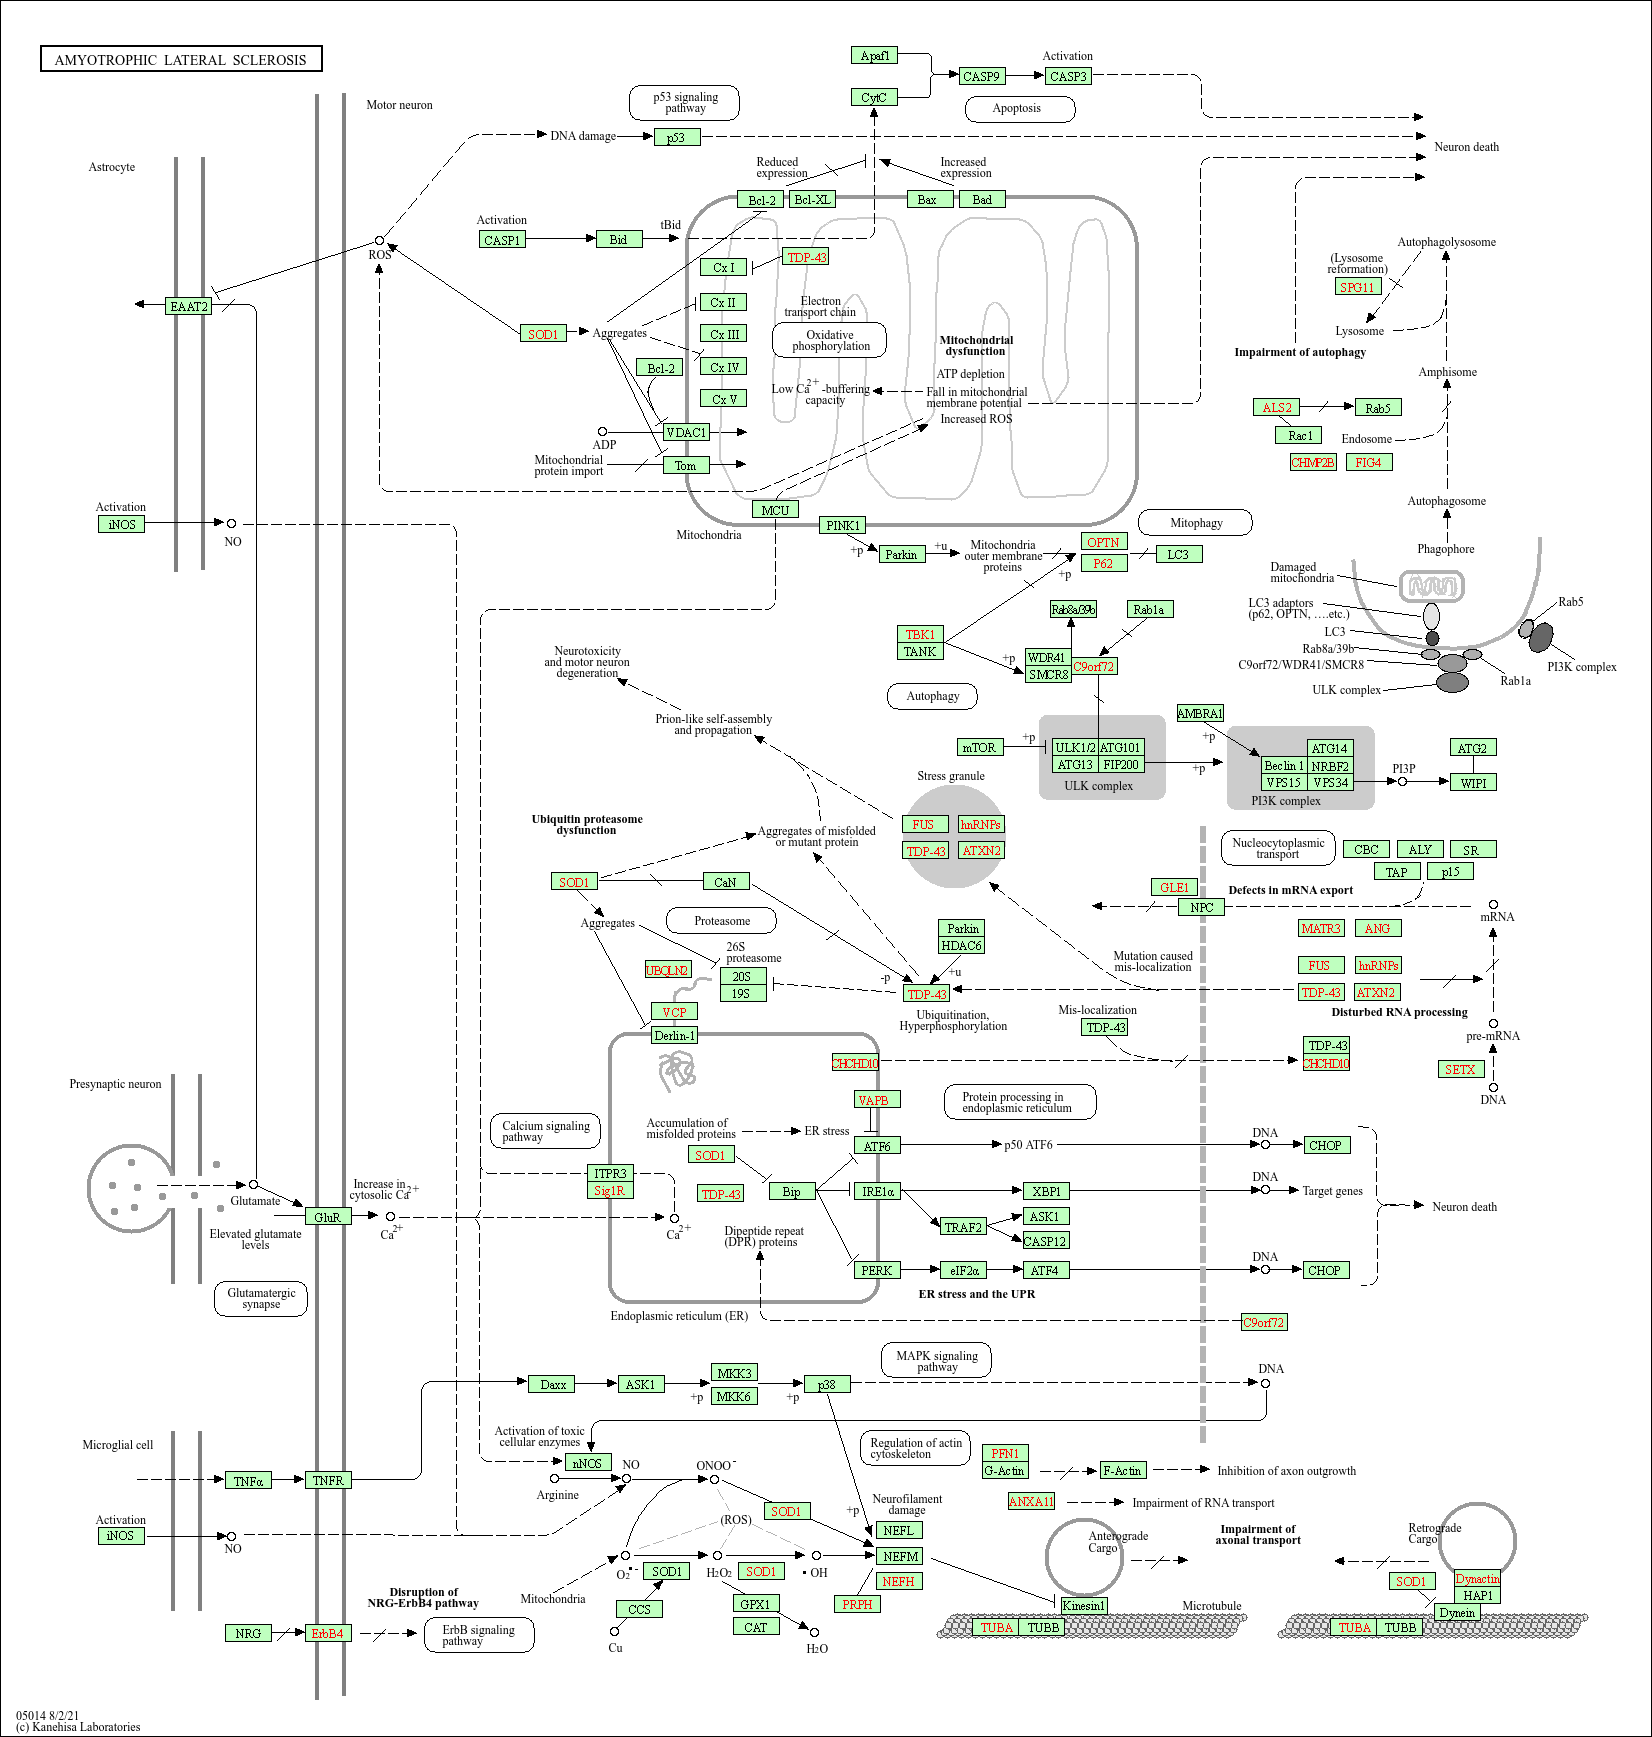 AMYOTROPHIC LATERAL SCLEROSIS
Motor neuron
Astrocyte
p53 signaling
pathway
Apaf1
CytC
CASP9
Activation
CASP3
Apoptosis
DNA damage
p53
Neuron death
Reduced
expression
Increased
expression
Bcl-2
Bcl-XL
Bax
Bad
Activation
CASP1
Bid
tBid
ROS
EAAT2
SOD1
Aggregates
Cx I
TDP-43
Cx II
Cx III
Cx IV
Cx V
Electron
transport chain
Oxidative
phosphorylation
Mitochondrial
dysfunction
ATP depletion
Low Ca2+ -buffering
capacity
Fall in mitochondrial
membrane potential
Increased ROS
Bcl-2
VDAC1
ADP
Tom
Mitochondrial
protein import
MCU
Mitochondria
Autophagolysosome
(Lysosome
reformation)
SPG11
Lysosome
Impairment of autophagy
Amphisome
ALS2
Rab5
Rac1
Endosome
CHMP2B
FIG4
Autophagosome
Phagophore
Activation
iNOS
NO
PINK1
+p
Parkin
+u
Mitochondria
outer membrane
proteins
OPTN
P62
LC3
Mitophagy
+p
TBK1
TANK
+p
Rab8a/39b
Rab1a
WDR41
SMCR8
C9orf72
Autophagy
Damaged
mitochondria
LC3 adaptors
(p62, OPTN, ....etc.)
LC3
Rab8a/39b
C9orf72/WDR41/SMCR8
ULK complex
Rab5
PI3K complex
Rab1a
Neurotoxicity
and motor neuron
degeneration
Prion-like self-assembly
and propagation
mTOR
+p
ULK1/2
ATG101
ATG13
FIP200
ULK complex
+p
AMBRA1
+p
ATG14
Beclin 1
NRBF2
VPS15
VPS34
PI3K complex
PI3P
ATG2
WIPI
Stress granule
FUS
hnRNPs
TDP-43
ATXN2
Ubiquitin proteasome
dysfunction
Aggregates of misfolded
or mutant protein
SOD1
CaN
Aggregates
Proteasome
26S
proteasome
20S
19S
UBQLN2
VCP
Derlin-1
-p
Parkin
HDAC6
+u
TDP-43
Ubiquitination,
Hyperphosphorylation
Nucleocytoplasmic
transport
CBC
ALY
SR
TAP
p15
GLE1
Defects in mRNA export
NPC
mRNA
MATR3
ANG
Mutation caused
mis-localization
FUS
hnRNPs
TDP-43
ATXN2
Disturbed RNA processing
Mis-localization
TDP-43
pre-mRNA
SETX
DNA
TDP-43
CHCHD10
CHCHD10
VAPB
Protein processing in
endoplasmic reticulum
Presynaptic neuron
Calcium signaling
pathway
Accumulation of
misfolded proteins
ER stress
SOD1
ATF6
p50 ATF6
DNA
CHOP
ITPR3
Sig1R
TDP-43
Bip
IRE1α
XBP1
DNA
Target genes
Neuron death
Glutamate
Increase in
cytosolic Ca2+
GluR
Ca2+
Ca2+
Elevated glutamate
levels
TRAF2
ASK1
CASP12
Dipeptide repeat
(DPR) proteins
PERK
eIF2α
ATF4
DNA
CHOP
ER stress and the UPR
Glutamatergic
synapse
Endoplasmic reticulum (ER)
C9orf72
MAPK signaling
pathway
Daxx
ASK1
MKK3
MKK6
+p
+p
p38
DNA
Microglial cell
Activation of toxic
cellular enzymes
nNOS
TNFα
TNFR
Arginine
NO
ONOO-
Regulation of actin
cytoskeleton
PFN1
G-Actin
F-Actin
Inhibition of axon outgrowth
ANXA11
Impairment of RNA transport
Activation
iNOS
NO
(ROS)
SOD1
+p
Neurofilament
damage
NEFL
NEFM
NEFH
PRPH
O2•-
SOD1
H2O2
SOD1
•OH
CCS
Cu
GPX1
CAT
H2O
Mitochondria
Disruption of
NRG-ErbB4 pathway
NRG
ErbB4
ErbB signaling
pathway
Anterograde
Cargo
Impairment of
axonal transport
Retrograde
Cargo
Kinesin1
Microtubule
TUBA
TUBB
SOD1
Dynactin
HAP1
Dynein
TUBA
TUBB
05014 8/2/21
(c) Kanehisa Laboratories